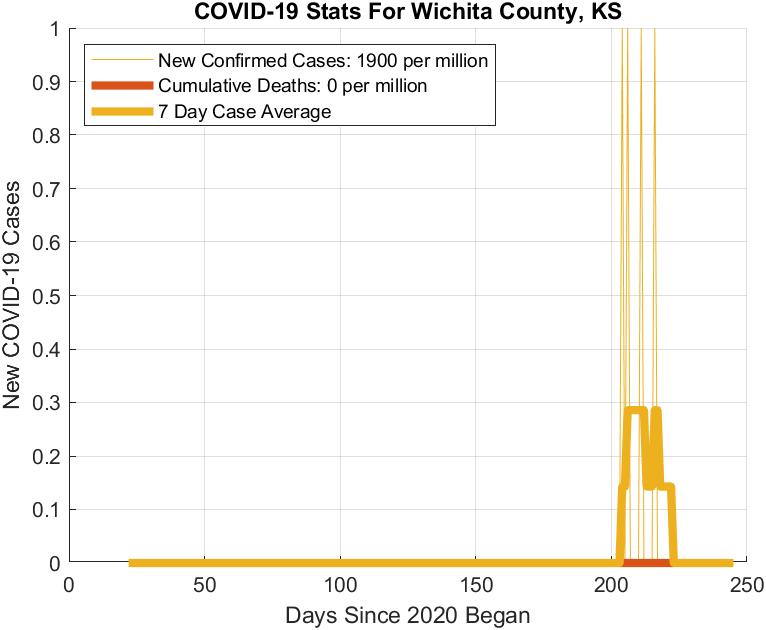 COVID-19 Stats For Wichita County, KS
New Confirmed Cases: 1900 per million
Cumulative Deaths: 0 per million
7 Day Case Average
New COVID-19 Cases
1
0.9
0.8
0.7
0.6
0.5
0.4
0.3
0.2
0.1
0
0 50 100 150 200 250
Days Since 2020 Began